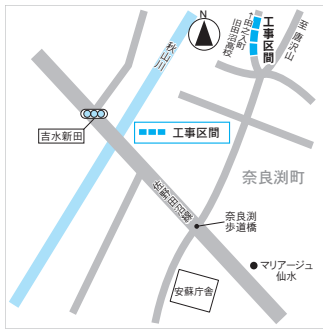 N
至 唐沢山
工事区間
↑田之入町
旧田沼高校
秋山川
吉水新田
工事区間
奈良渕町
佐野田沼線
奈良渕
歩道橋
マリアージュ
仙水
安蘇庁舎